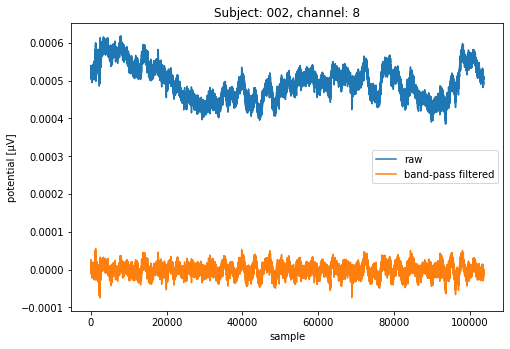 Subject: 002, channel: 8
0.0006
0.0005
0.0004
0.0003
0.0002
0.0001
0.0000
−0.0001
potential [μV]
raw
band-pass filtered
0
20000
40000
60000
80000
100000
sample